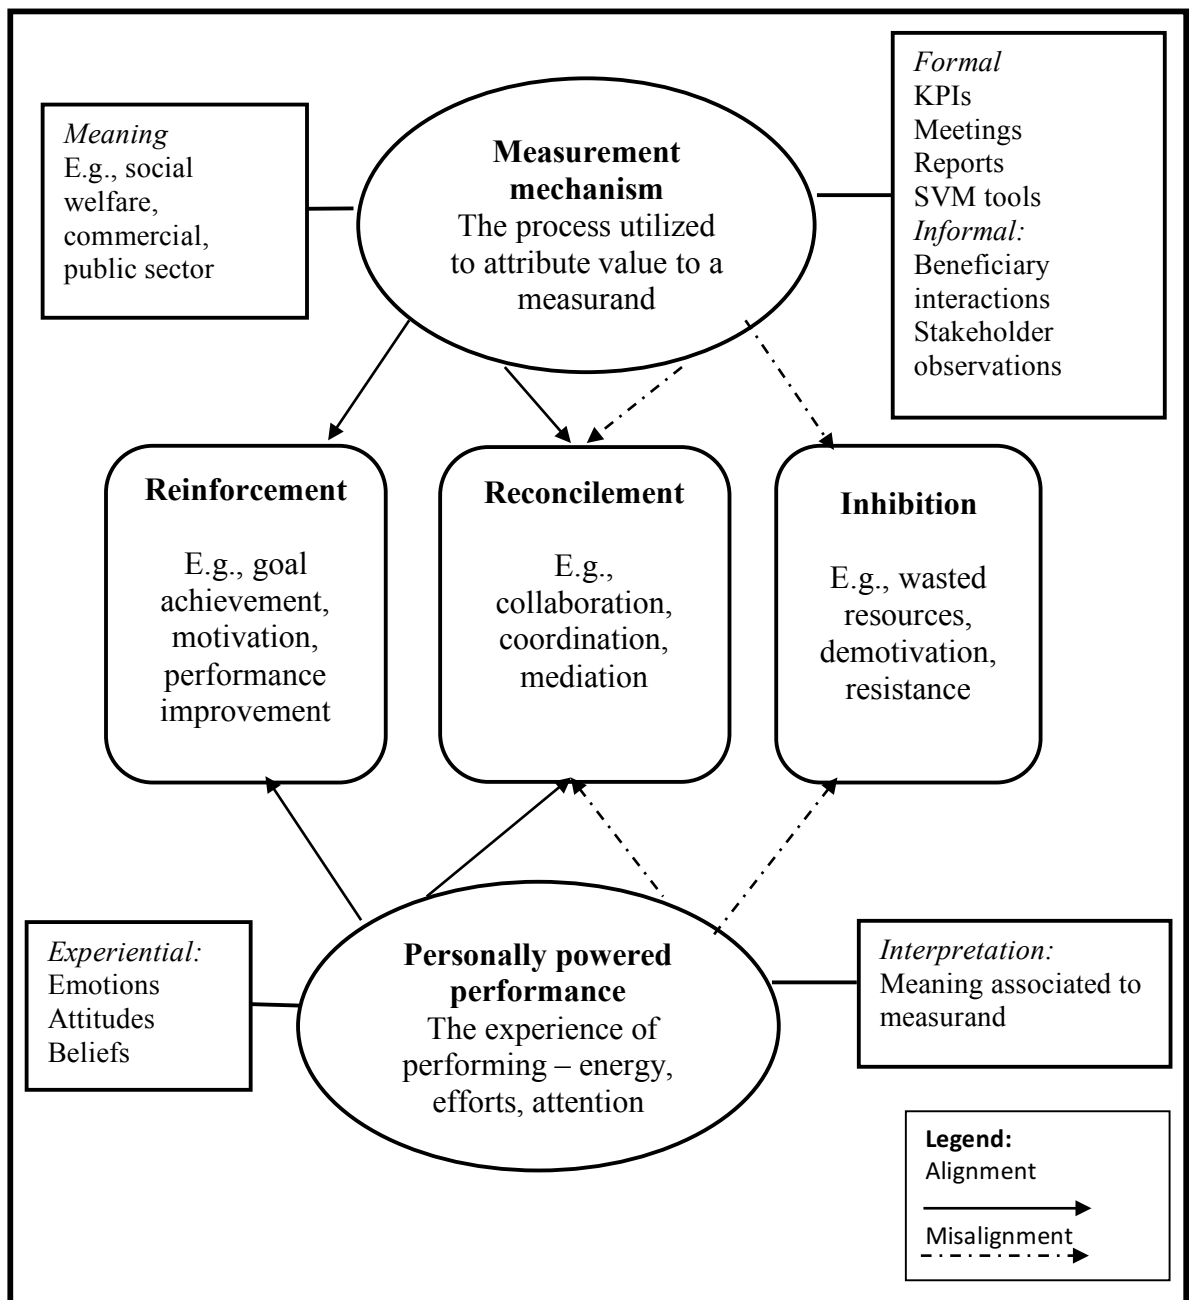 Meaning
E.g., social
welfare,
commercial,
public sector
Measurement
mechanism
The process utilized
to attribute value to a
measurand
Formal
KPIs
Meetings
Reports
SVM tools
Informal:
Beneficiary
interactions
Stakeholder
observations
Reinforcement
E.g., goal
achievement,
motivation,
performance
improvement
Reconcilement
E.g.,
collaboration,
coordination,
mediation
Inhibition
E.g., wasted
resources,
demotivation,
resistance
Experiential:
Emotions
Attitudes
Beliefs
Personally powered
performance
The experience of
performing – energy,
efforts, attention
Interpretation:
Meaning associated to
measurand
Legend:
Alignment
Misalignment